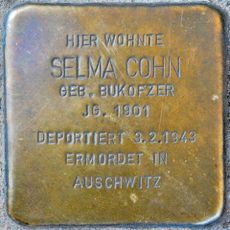 HIER WOHNTE
SELMA COHN
GEB. BUKOFZER
JG. 1901
DEPORTIERT 3.2.1943
ERMORDET IN
AUSCHWITZ